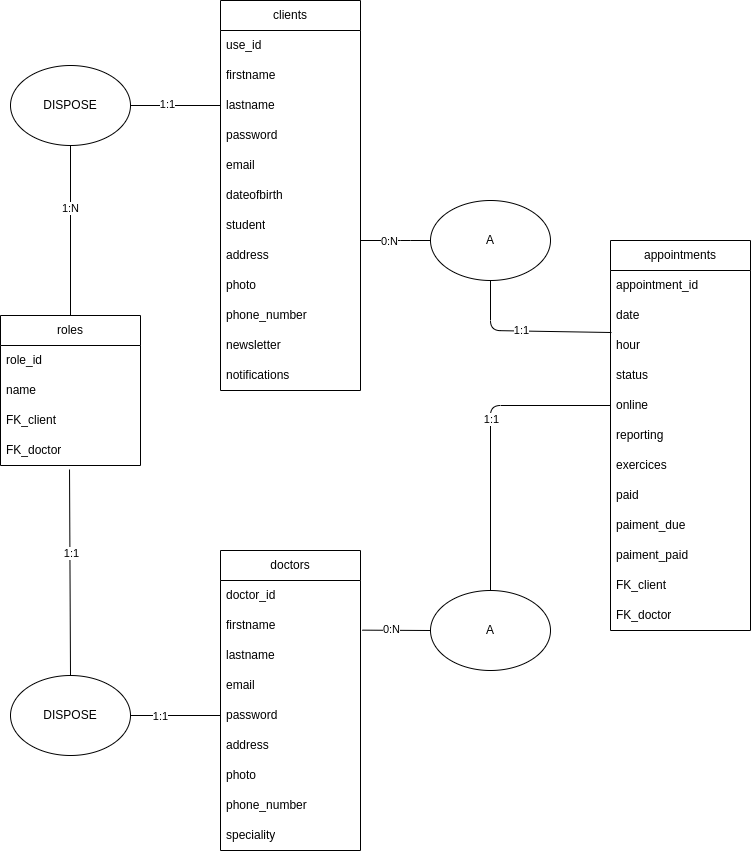 clients
use_id
firstname
lastname
password
email
dateofbirth
student
address
photo
phone_number
newsletter
notifications
DISPOSE
1:1
1:N
roles
role_id
name
FK_client
FK_doctor
1:1
DISPOSE
1:1
doctors
doctor_id
firstname
lastname
email
password
address
photo
phone_number
speciality
0:N
A
1:1
0:N
A
1:1
appointments
appointment_id
date
hour
status
online
reporting
exercices
paid
paiment_due
paiment_paid
FK_client
FK_doctor